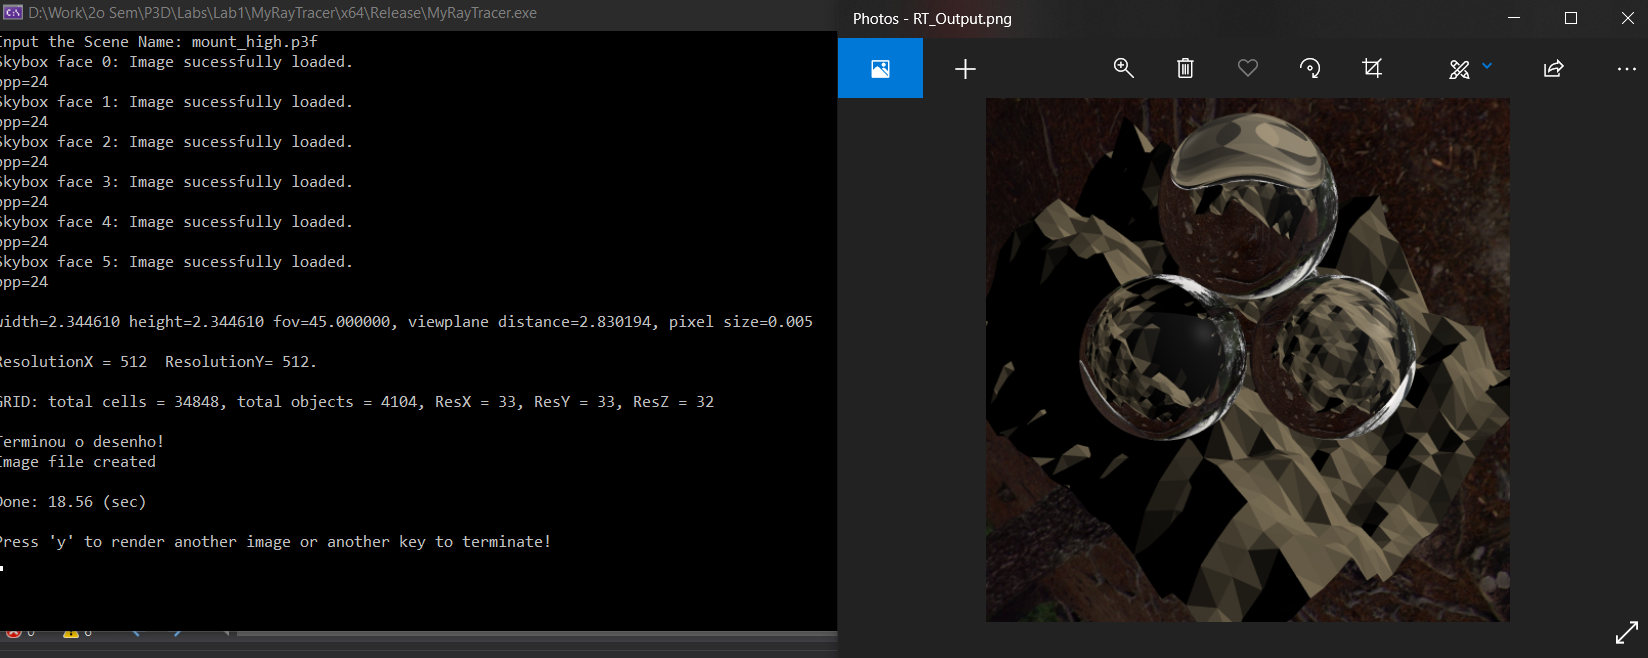 D:\Work\2o Sem\P3D\Labs\Lab1\MyRayTracer\x64\Release\MyRayTracer.exe
Input the Scene Name: mount_high.p3f
Skybox face 0: Image sucessfully loaded.
bpp=24
Skybox face 1: Image sucessfully loaded.
bpp=24
Skybox face 2: Image sucessfully loaded.
bpp=24
Skybox face 3: Image sucessfully loaded.
bpp=24
Skybox face 4: Image sucessfully loaded.
bpp=24
Skybox face 5: Image sucessfully loaded.
bpp=24
width=2.344610 height=2.344610 fov=45.000000, viewplane distance=2.830194, pixel size=0.005
ResolutionX = 512  ResolutionY= 512.
GRID: total cells = 34848, total objects = 4104, ResX = 33, ResY = 33, ResZ = 32
Terminou o desenho!
Image file created
Done: 18.56 (sec)
Press 'y' to render another image or another key to terminate!
Photos - RT_Output.png